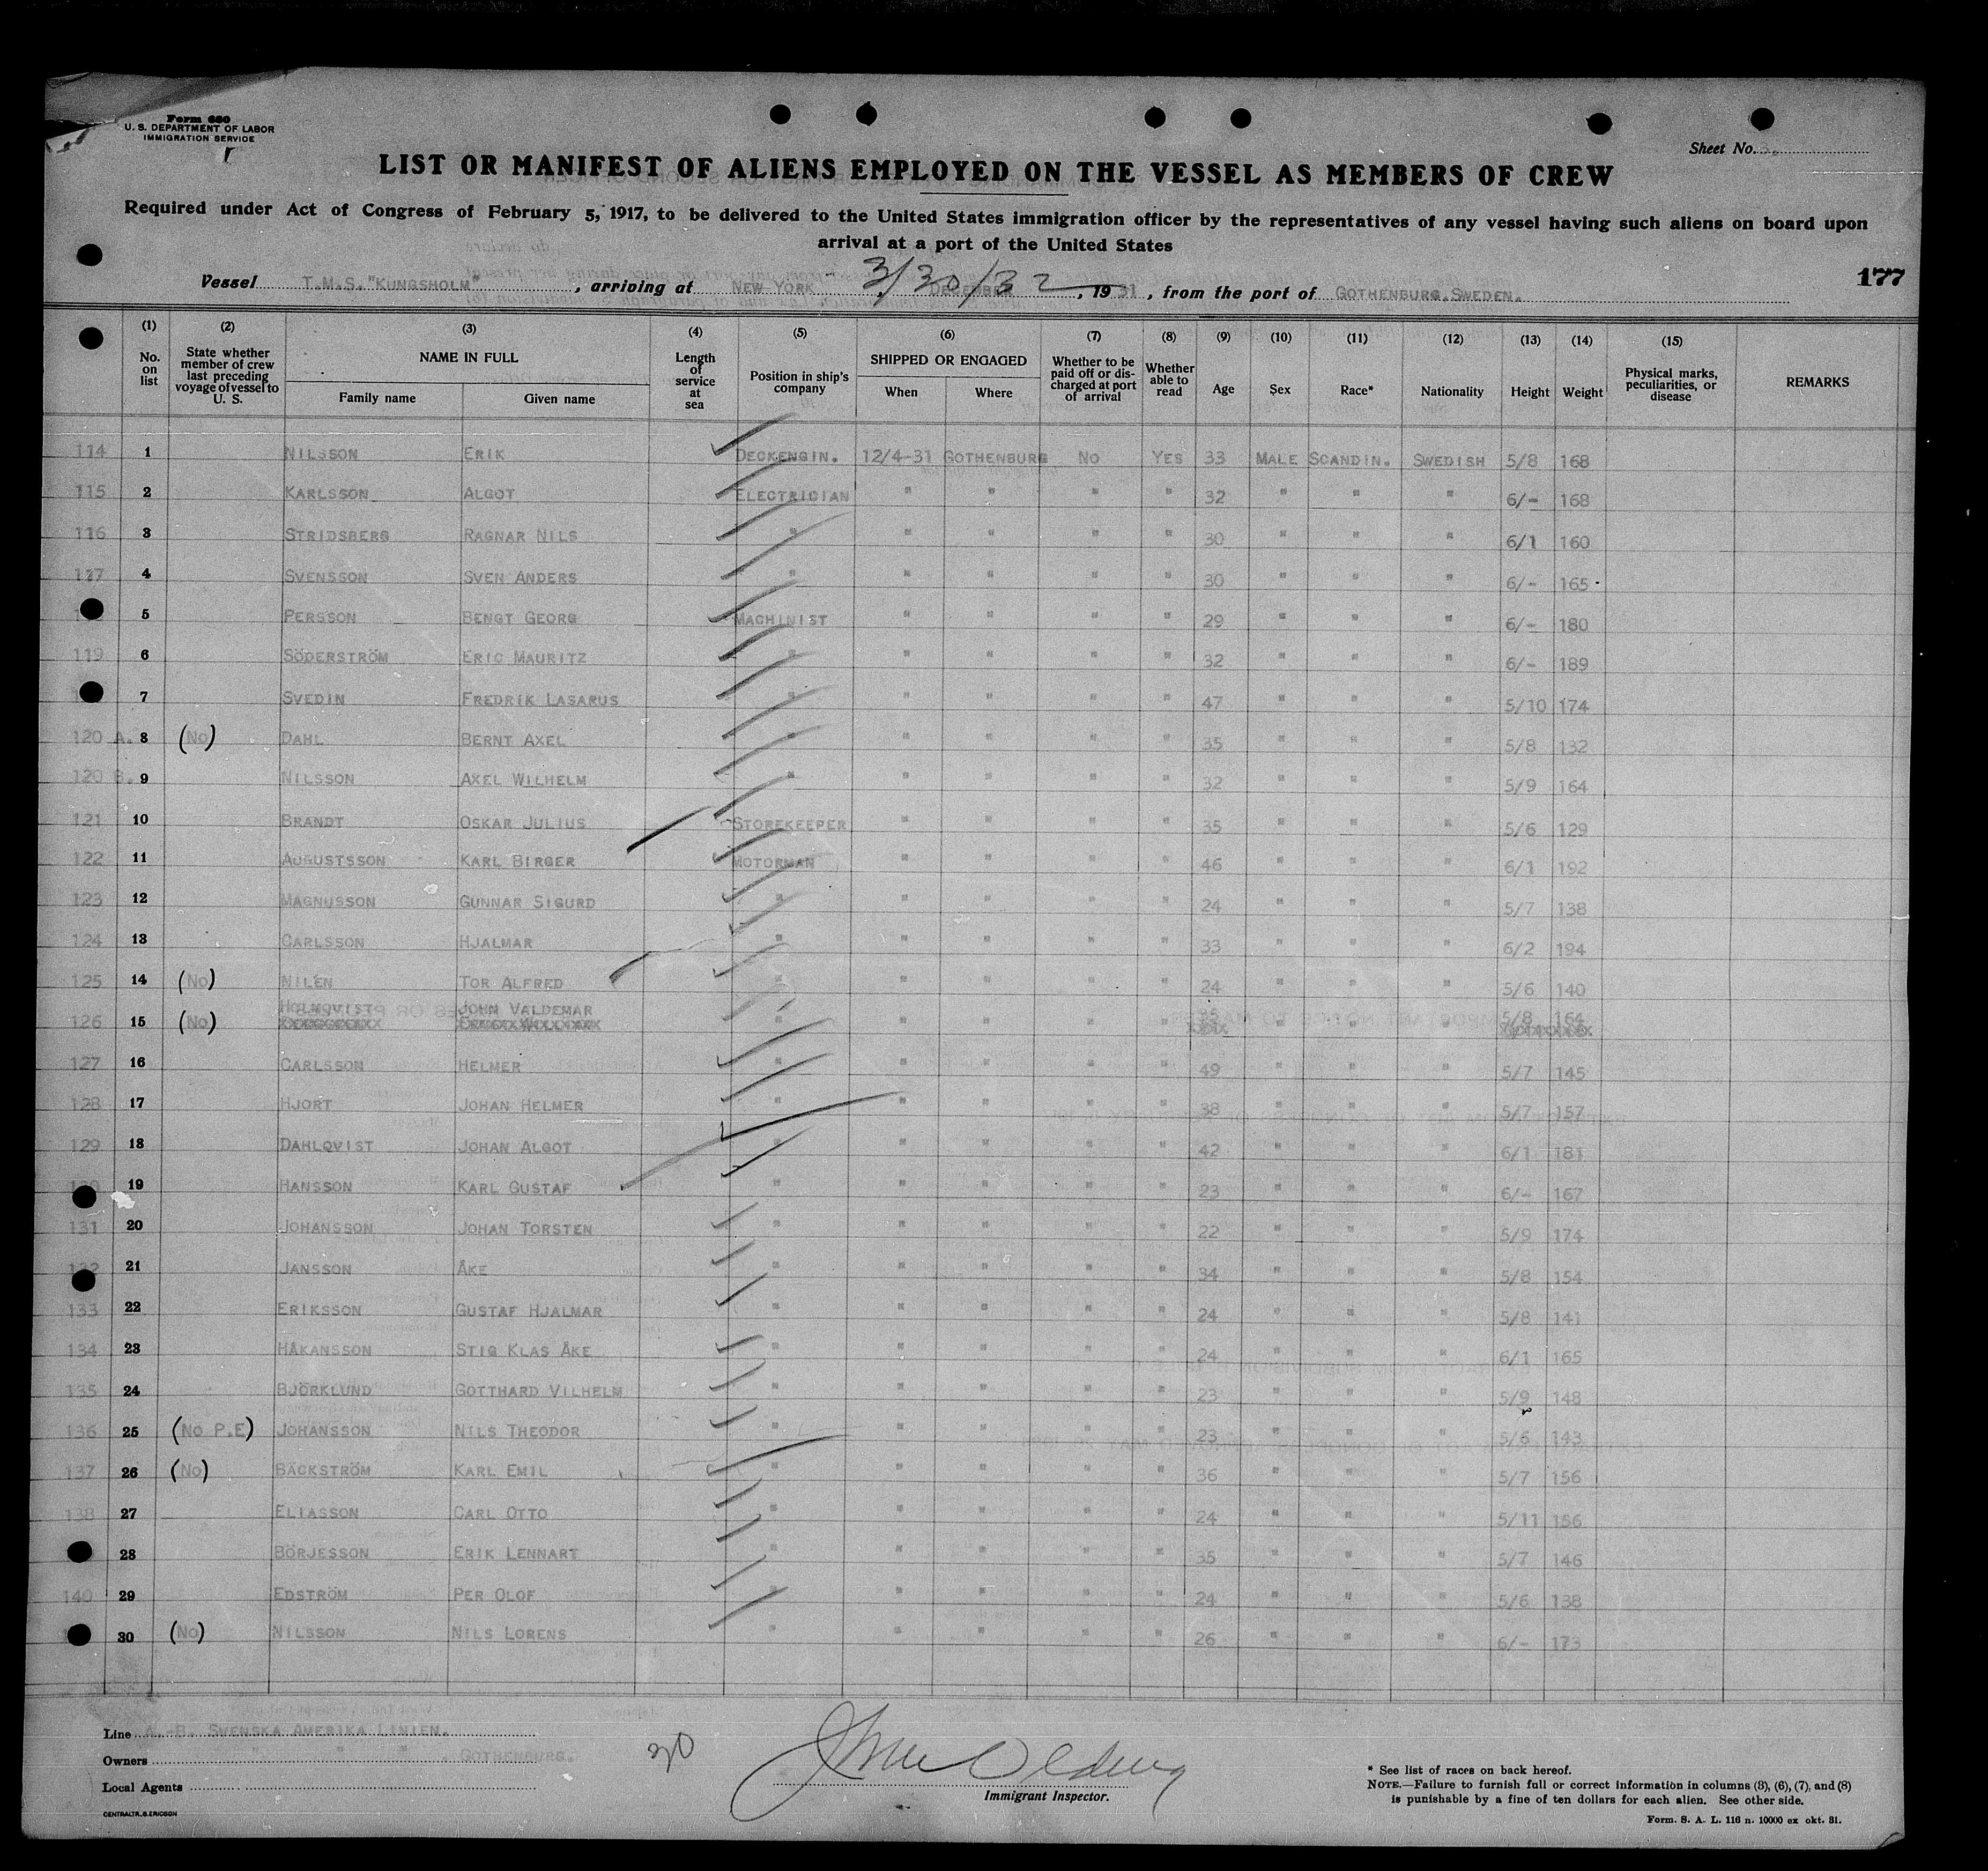 Form 680
U. S. DEPARTMENT OF LABOR
IMMIGRATION SERVICE
r
Sheet No.
LIST OR MANIFEST OF ALIENS EMPLOYED ON THE VESSEL AS MEMBERS OF CREW
Required under Act of Congress of February 5, 1917, to be delivered to the United States immigration officer by the representatives of any vessel having such aliens on board upon
arrival at a port of the United States
Vessel T.M.S. "KUNGSHOLM", arriving at NEW YORK, DECEMBER 3/30/32, 1931, from the port of GOTHENBURG.SWEDEN.
177
(1) (2) (3) (4) (5) (6) (7) (8) (9) (10) (11) (12) (13) (14) (15)
No. on list
State whether member of crew last preceding voyage of vessel to U. S.
NAME IN FULL
Family name
Given name
Length of service at sea
Position in ship's company
SHIPPED OR ENGAGED
When
Where
Whether to be paid off or discharged at port of arrival
Whether able to read
Age
Sex
Race*
Nationality
Height
Weight
Physical marks, peculiarities, or disease
REMARKS
114 1 NILSSON ERIK DECKENGIN. 12/4-31 GOTHENBURG NO YES 33 MALE SCANDIN. SWEDISH 5/8 168
115 2 KARLSSON ALGOT ELECTRICIAN " " " " 32 " " " 6/- 168
116 3 STRIDSBERG RAGNAR NILS " " " " " 30 " " " 6/1 160
117 4 SVENSSON SVEN ANDERS " " " " " 30 " " " 6/- 165
5 PERSSON BENGT GEORG MACHINIST " " " " 29 " " " 6/- 180
119 6 SÖDERSTRÖM ERIC MAURITZ " " " " " 32 " " " 6/- 189
7 SVEDIN FREDRIK LASARUS " " " " " 47 " " " 5/10 174
120 A. 8 (NO) DAHL BERNT AXEL " " " " " 35 " " " 5/8 132
120 B. 9 NILSSON AXEL WILHELM " " " " " 32 " " " 5/9 164
121 10 BRANDT OSKAR JULIUS STOREKEEPER " " " " 35 " " " 5/6 129
122 11 AUGUSTSSON KARL BIRGER MOTORMAN " " " " 46 " " " 6/1 192
123 12 MAGNUSSON GUNNAR SIGURD " " " " " 24 " " " 5/7 138
124 13 CARLSSON HJALMAR " " " " " 33 " " " 6/2 194
125 14 (NO) NILÉN TOR ALFRED " " " " " 24 " " " 5/6 140
126 15 (NO) HOLMQVIST JOHN VALDEMAR " " " " " 35 " " " 5/8 164
127 16 CARLSSON HELMER " " " " " 49 " " " 5/7 145
128 17 HJORT JOHAN HELMER " " " " " 38 " " " 5/7 157
129 18 DAHLQVIST JOHAN ALGOT " " " " " 42 " " " 6/1 181
130 19 HANSSON KARL GUSTAF " " " " " 23 " " " 6/- 167
131 20 JOHANSSON JOHAN TORSTEN " " " " " 22 " " " 5/9 174
132 21 JANSSON ÅKE " " " " " 34 " " " 5/8 154
133 22 ERIKSSON GUSTAF HJALMAR " " " " " 24 " " " 5/8 141
134 23 HÅKANSSON STIG KLAS ÅKE " " " " " 24 " " " 6/1 165
135 24 BJÖRKLUND GOTTHARD VILHELM " " " " " 23 " " " 5/9 148
136 25 (NO P.E) JOHANSSON NILS THEODOR " " " " " 23 " " " 5/6 143
137 26 (NO) BÄCKSTRÖM KARL EMIL " " " " " 36 " " " 5/7 156
138 27 ELIASSON CARL OTTO " " " " " 24 " " " 5/11 156
28 BÖRJESSON ERIK LENNART " " " " " 35 " " " 5/7 146
140 29 EDSTRÖM PER OLOF " " " " " 24 " " " 5/6 138
30 (NO) NILSSON NILS LORENS " " " " " 26 " " " 6/- 173
Line A.-B. SVENSKA AMERIKA LINIEN.
Owners " " " . GOTHENBURG.
Local Agents
CENTRALTR.G.ERICSON
30
Immigrant Inspector.
* See list of races on back hereof.
NOTE.—Failure to furnish full or correct information in columns (3), (6), (7), and (8)
is punishable by a fine of ten dollars for each alien. See other side.
Form. S. A. L. 116 n. 10000 ex okt. 31.